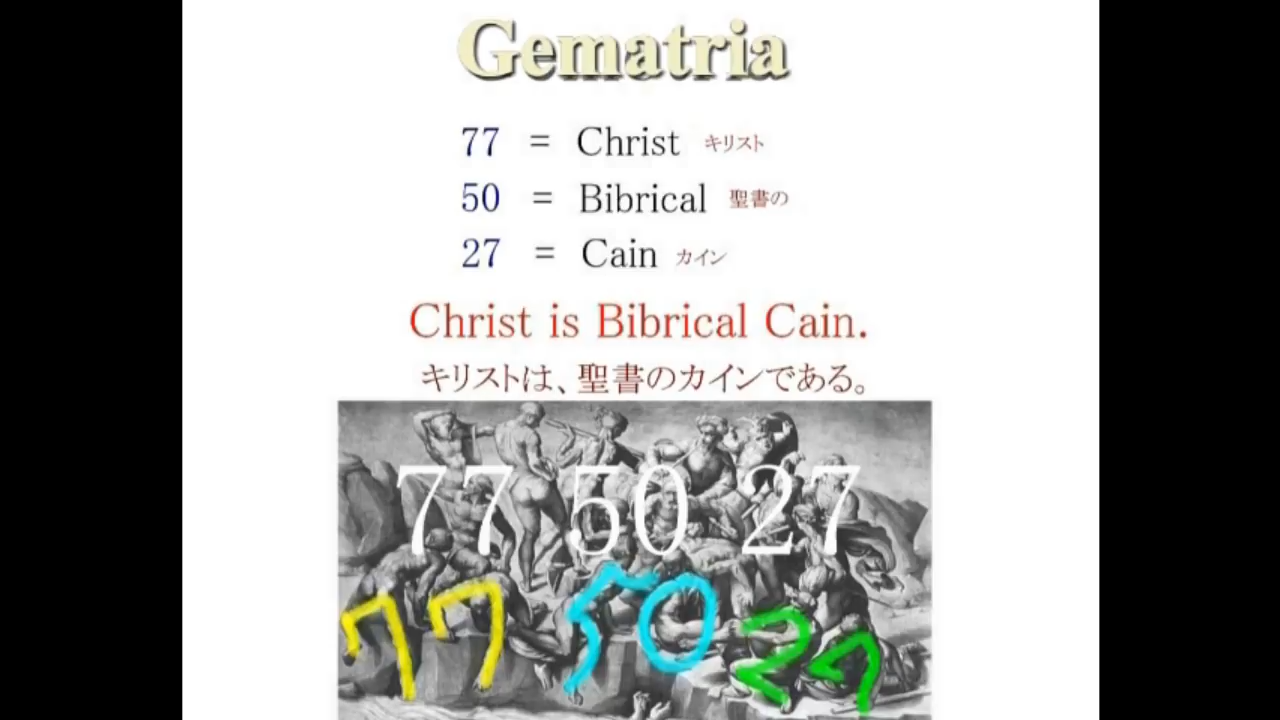 Gematria
77 = Christ キリスト
50 = Bibrical 聖書の
27 = Cain カイン
Christ is Bibrical Cain.
キリストは、聖書のカインである。
77 50 27
77 50 27